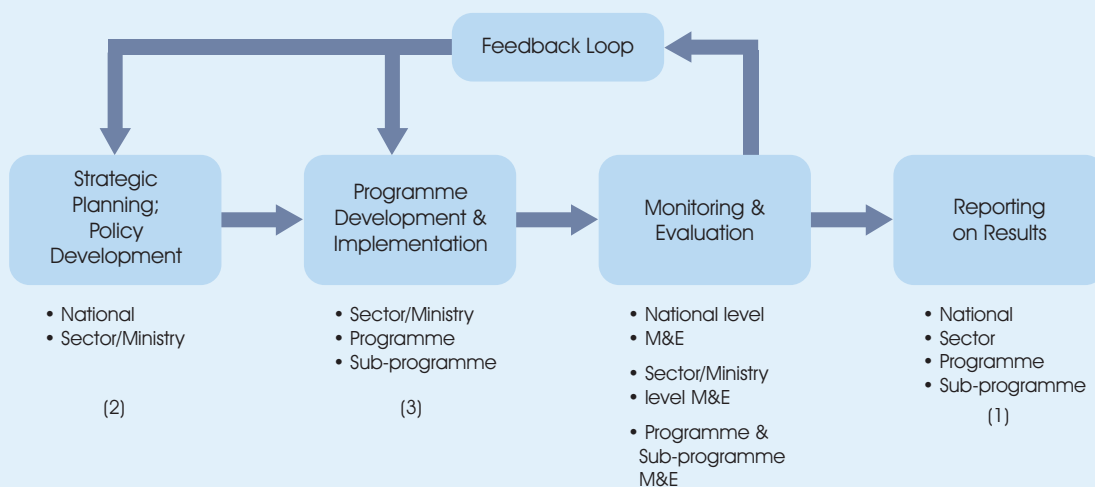 Feedback Loop
Strategic
Planning;
Policy
Development
• National
• Sector/Ministry
(2)
Programme
Development &
Implementation
• Sector/Ministry
• Programme
• Sub-programme
(3)
Monitoring &
Evaluation
• National level
• M&E
• Sector/Ministry
• level M&E
• Programme &
Sub-programme
M&E
Reporting
on Results
• National
• Sector
• Programme
• Sub-programme
(1)